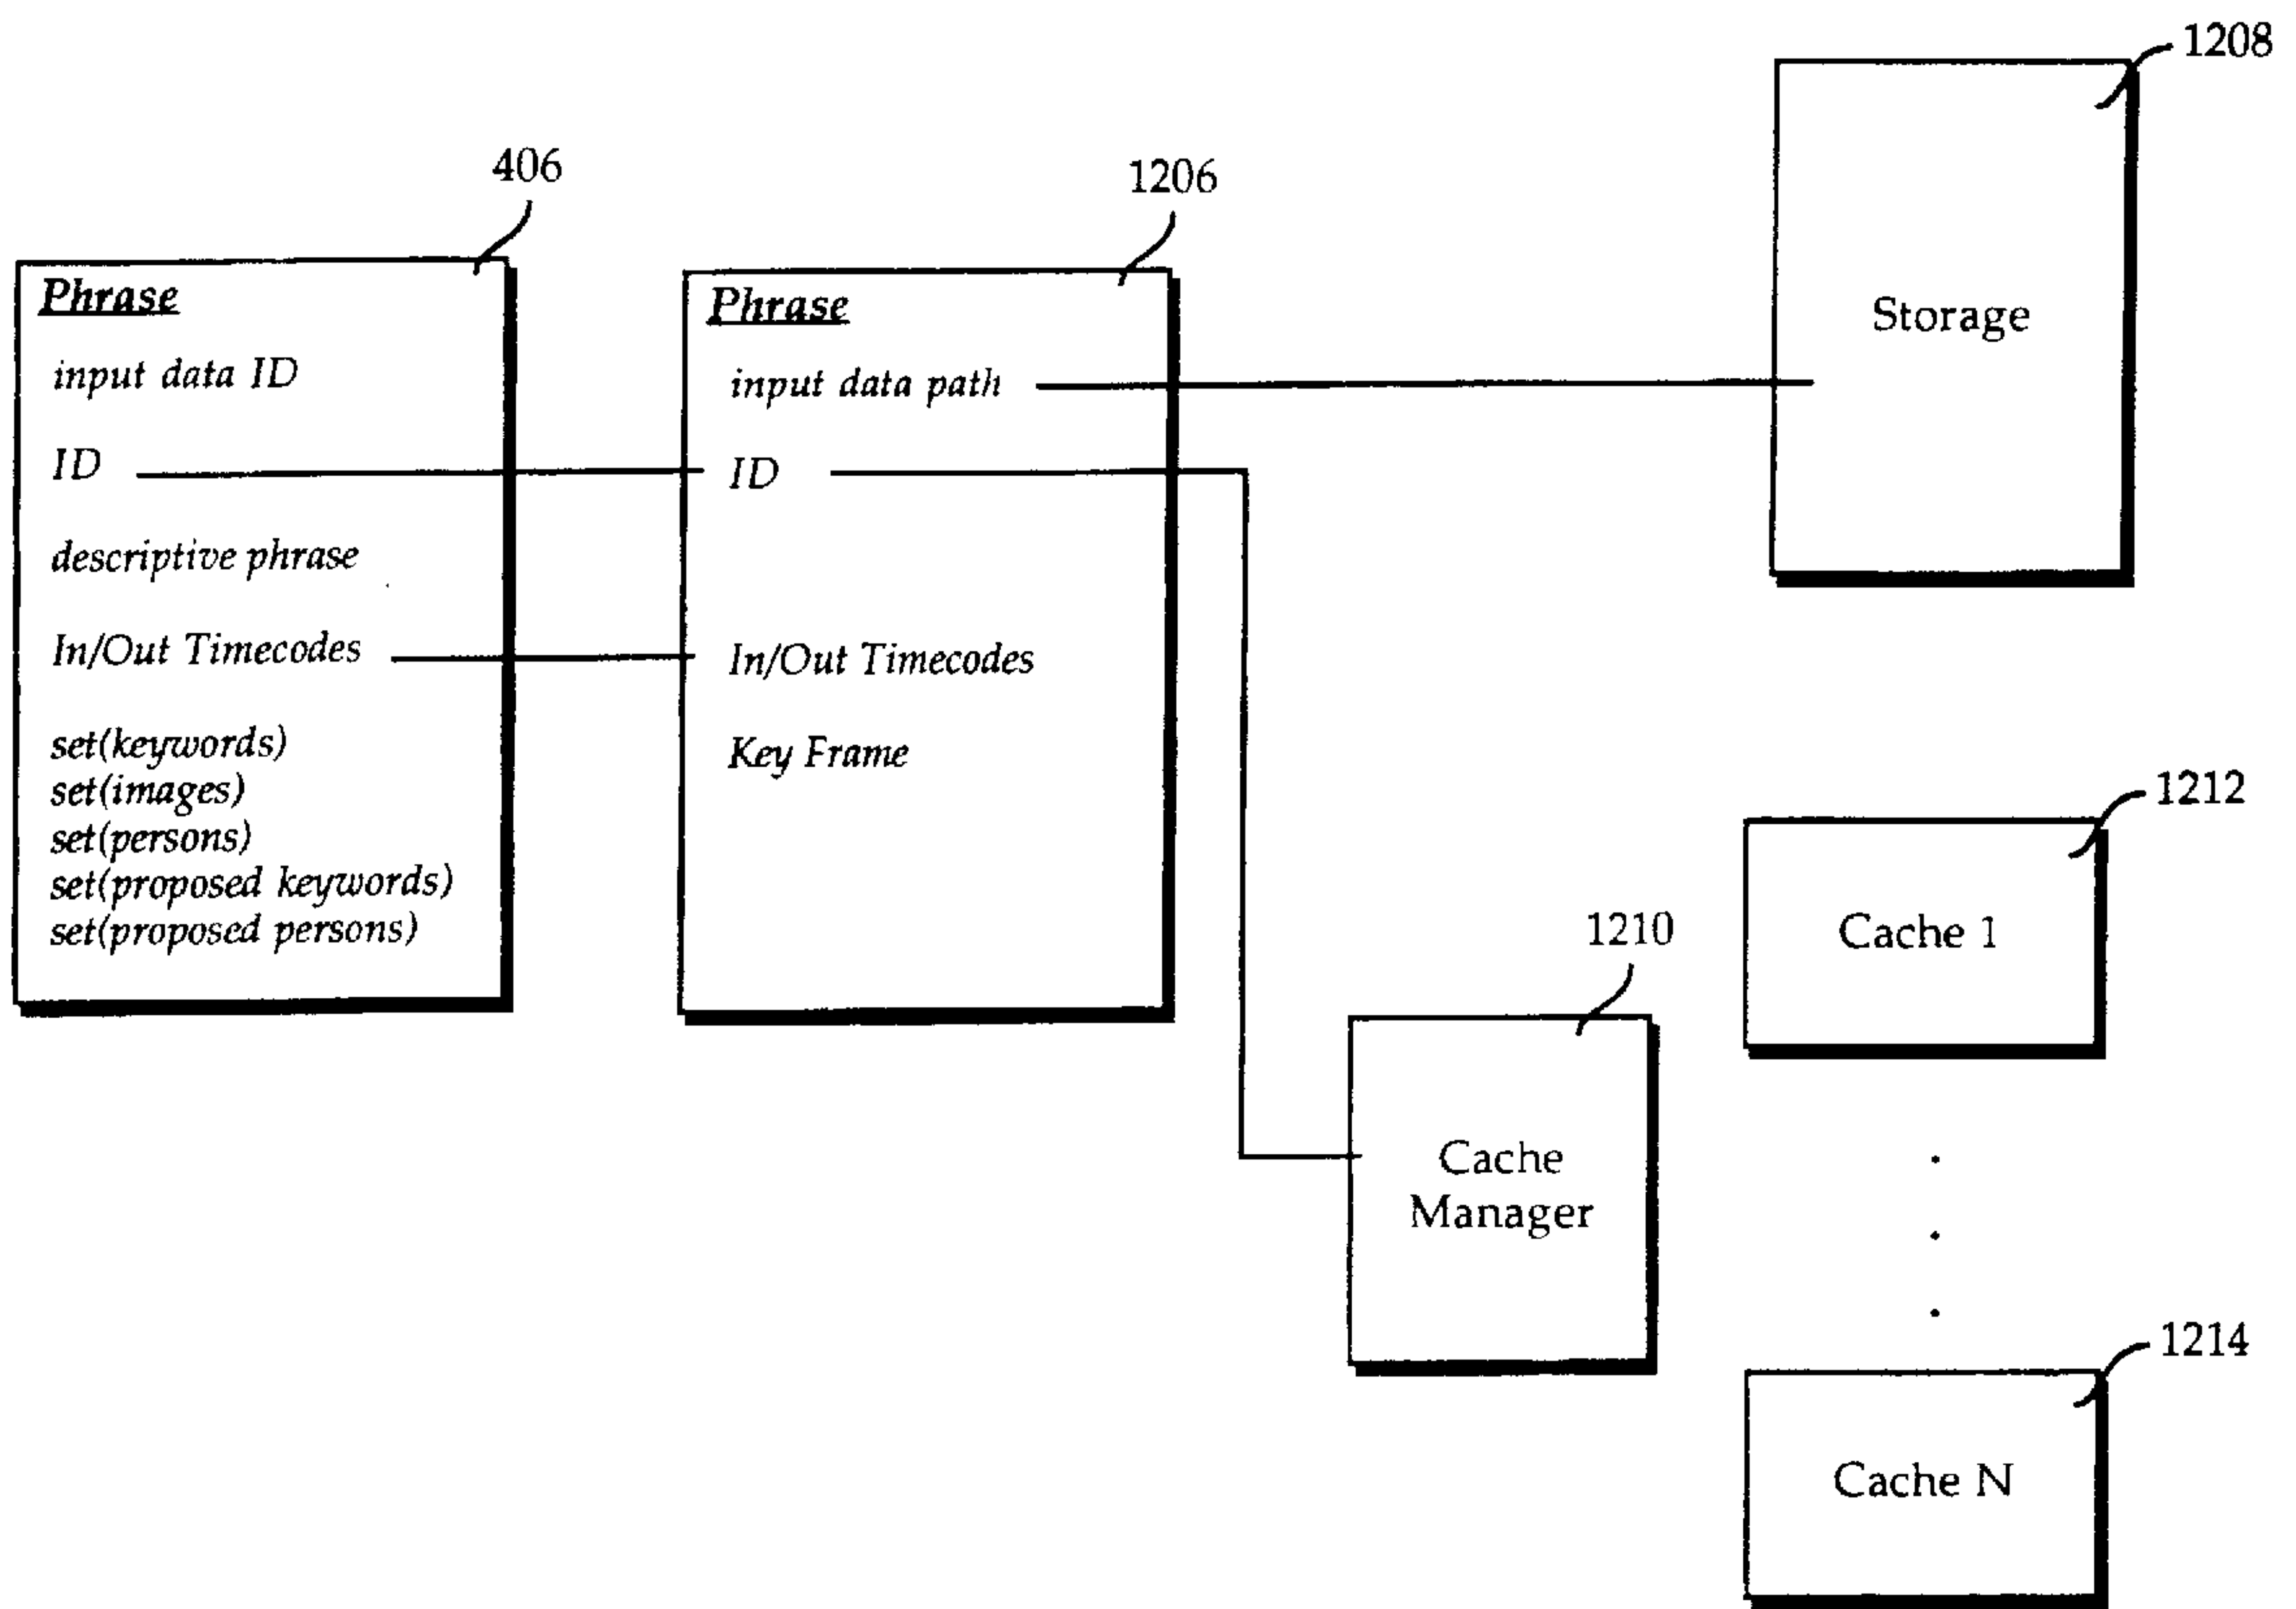 1208
Storage
406
Phrase
input data ID
ID
descriptive phrase
In/Out Timecodes
set(keywords)
set(images)
set(persons)
set(proposed keywords)
set(proposed persons)
1206
Phrase
input data path
ID
In/Out Timecodes
Key Frame
1210
Cache
Manager
1212
Cache 1
1214
Cache N